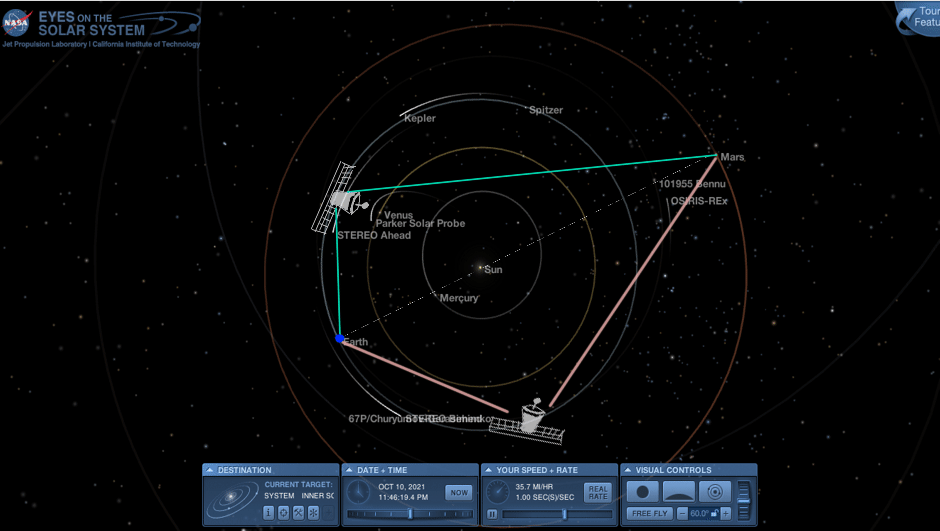 NASA
EYES ON THE
SOLAR SYSTEM
Jet Propulsion Laboratory | California Institute of Technology
Tour
Featu
Kepler
Spitzer
Mars
101955 Bennu
OSIRIS-REx
Venus
Parker Solar Probe
STEREO Ahead
Sun
Mercury
Earth
67P/Churyumov-Gerasimenko
STEREO Behind
DESTINATION
CURRENT TARGET:
SYSTEM INNER SO
DATE + TIME
OCT 10, 2021
11:46:19.4 PM
NOW
YOUR SPEED + RATE
35.7 MI/HR
1.00 SEC(S)/SEC
REAL
RATE
VISUAL CONTROLS
FREE FLY
60.0°